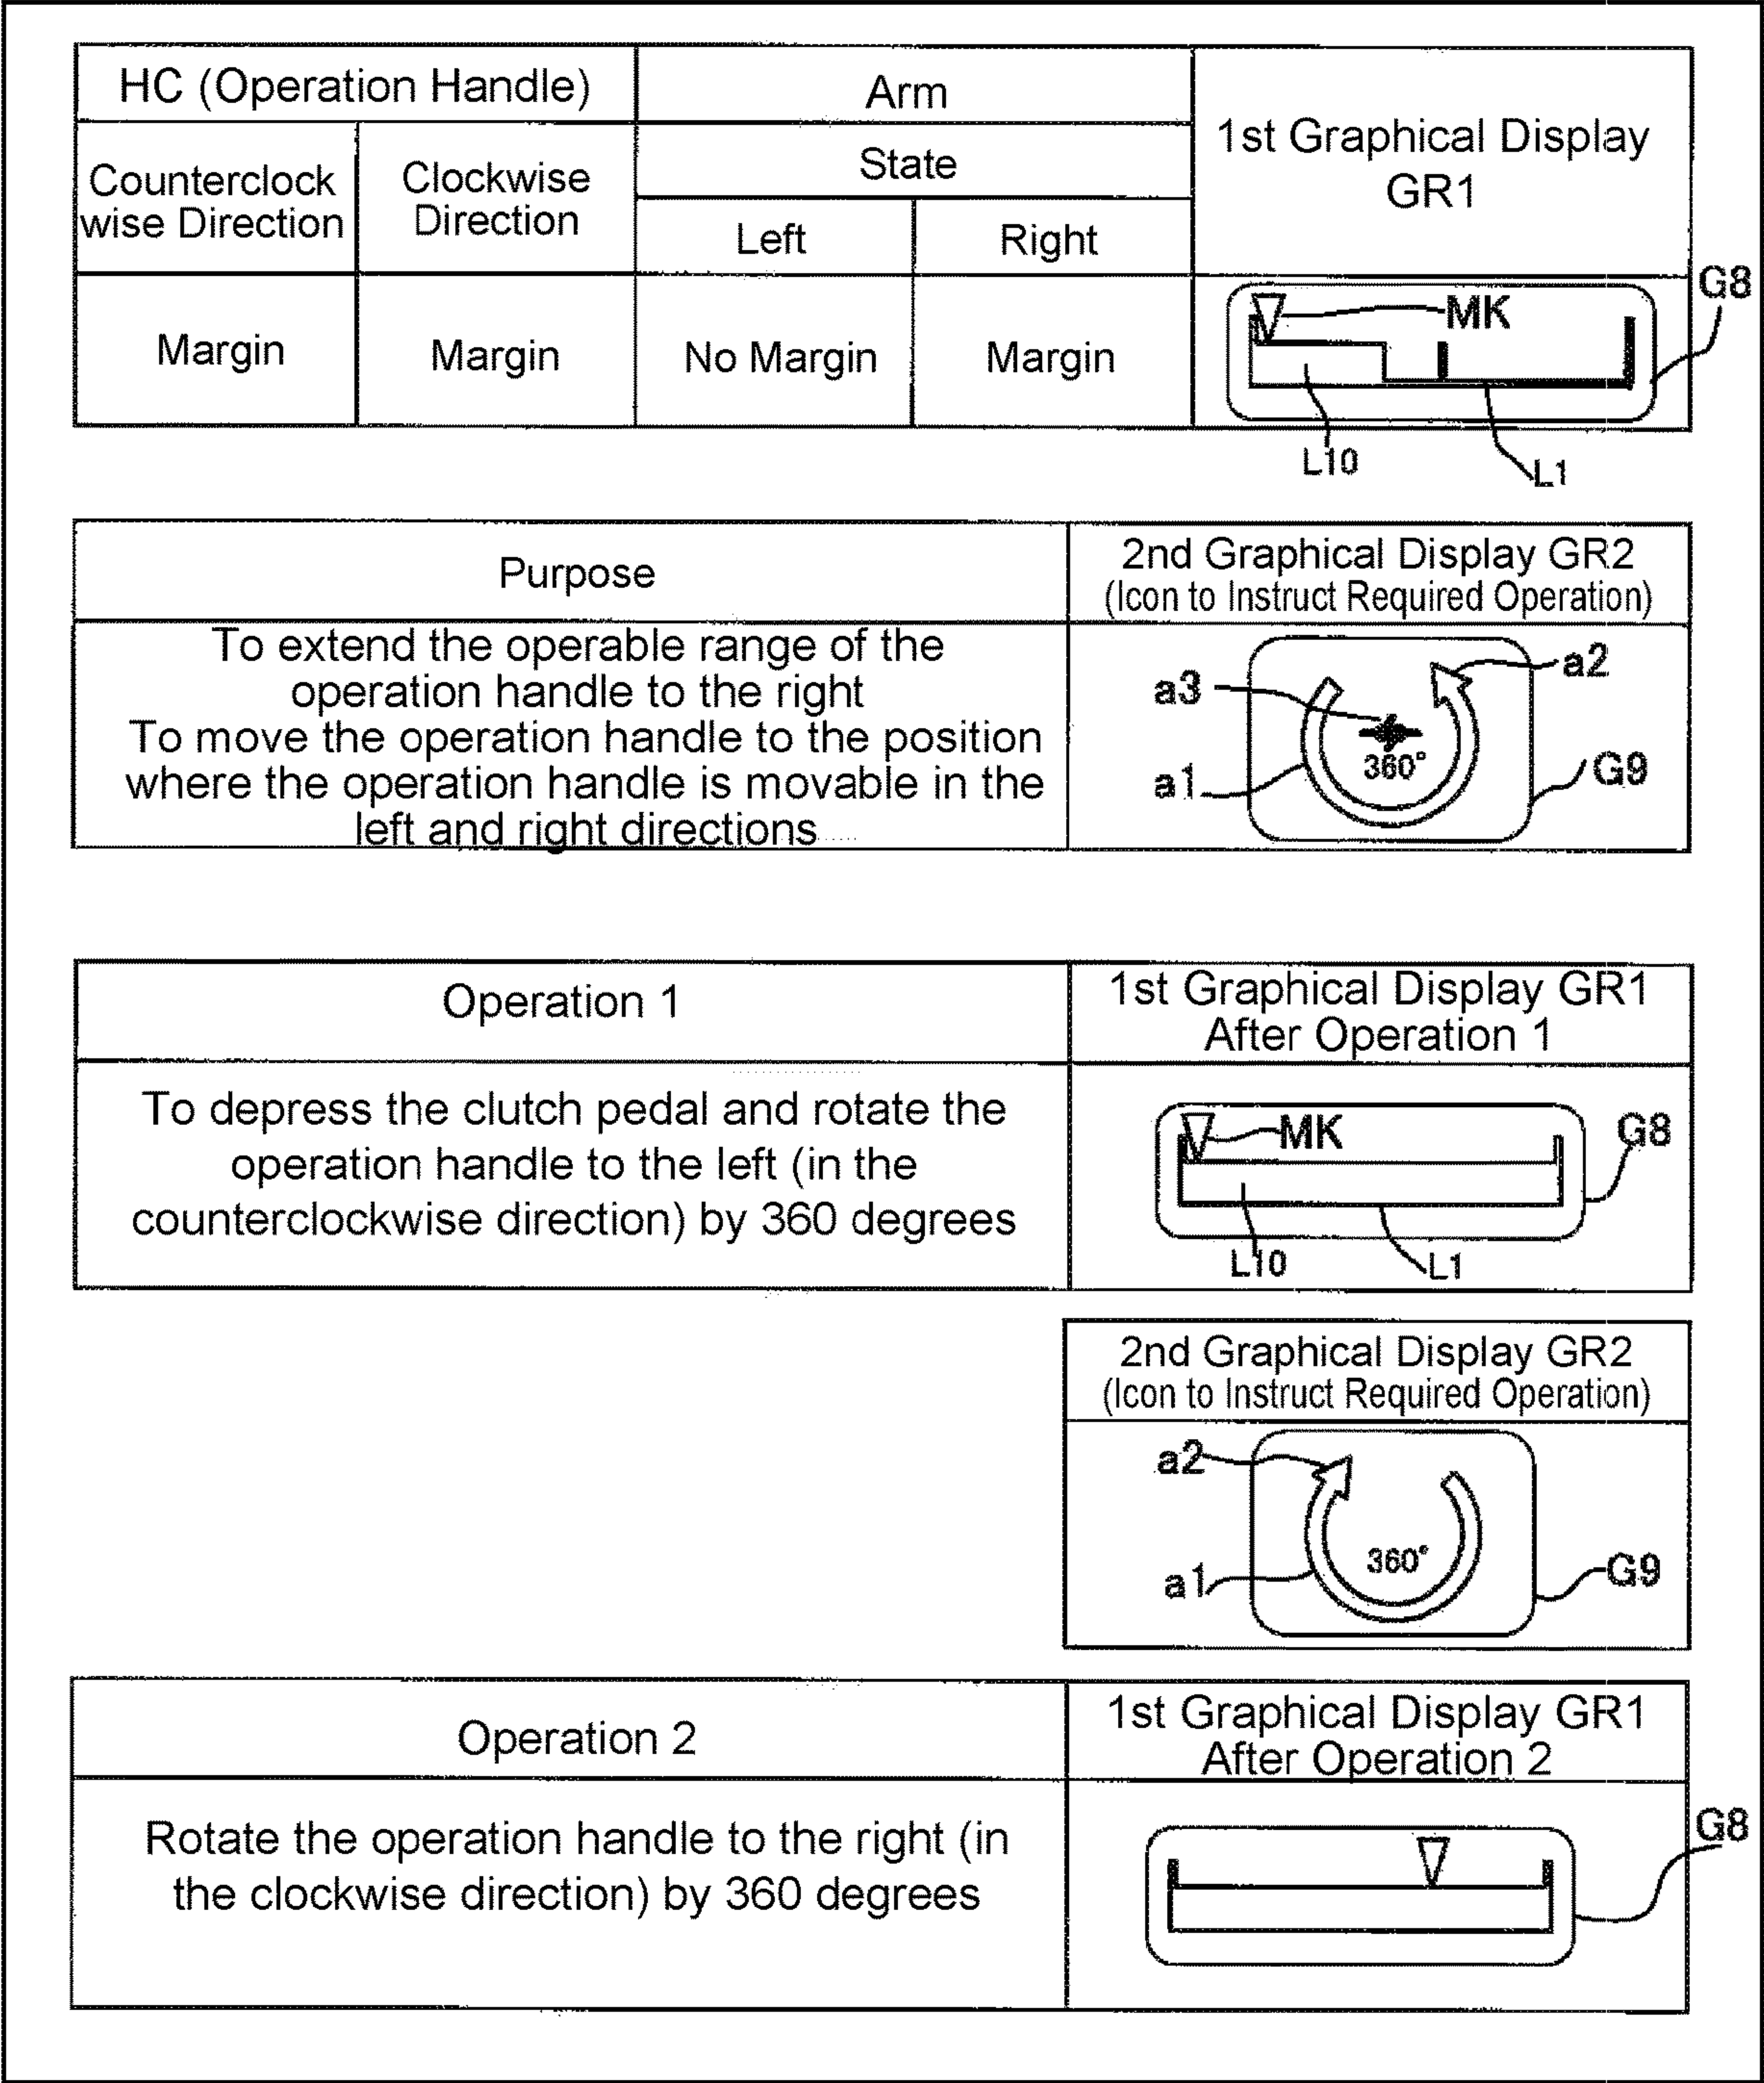 HC (Operation Handle)
Arm
1st Graphical Display
GR1
Counterclock
wise Direction
Clockwise
Direction
State
Left
Right
Margin
Margin
No Margin
Margin
MK
G8
L10
L1
Purpose
2nd Graphical Display GR2
(Icon to Instruct Required Operation)
To extend the operable range of the
operation handle to the right
To move the operation handle to the position
where the operation handle is movable in the
left and right directions
a3
a2
360°
a1
G9
Operation 1
1st Graphical Display GR1
After Operation 1
To depress the clutch pedal and rotate the
operation handle to the left (in the
counterclockwise direction) by 360 degrees
MK
G8
L10
L1
2nd Graphical Display GR2
(Icon to Instruct Required Operation)
a2
360°
a1
G9
Operation 2
1st Graphical Display GR1
After Operation 2
Rotate the operation handle to the right (in
the clockwise direction) by 360 degrees
G8